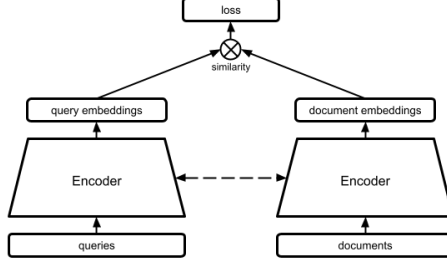 loss
similarity
query embeddings
document embeddings
Encoder
Encoder
queries
documents